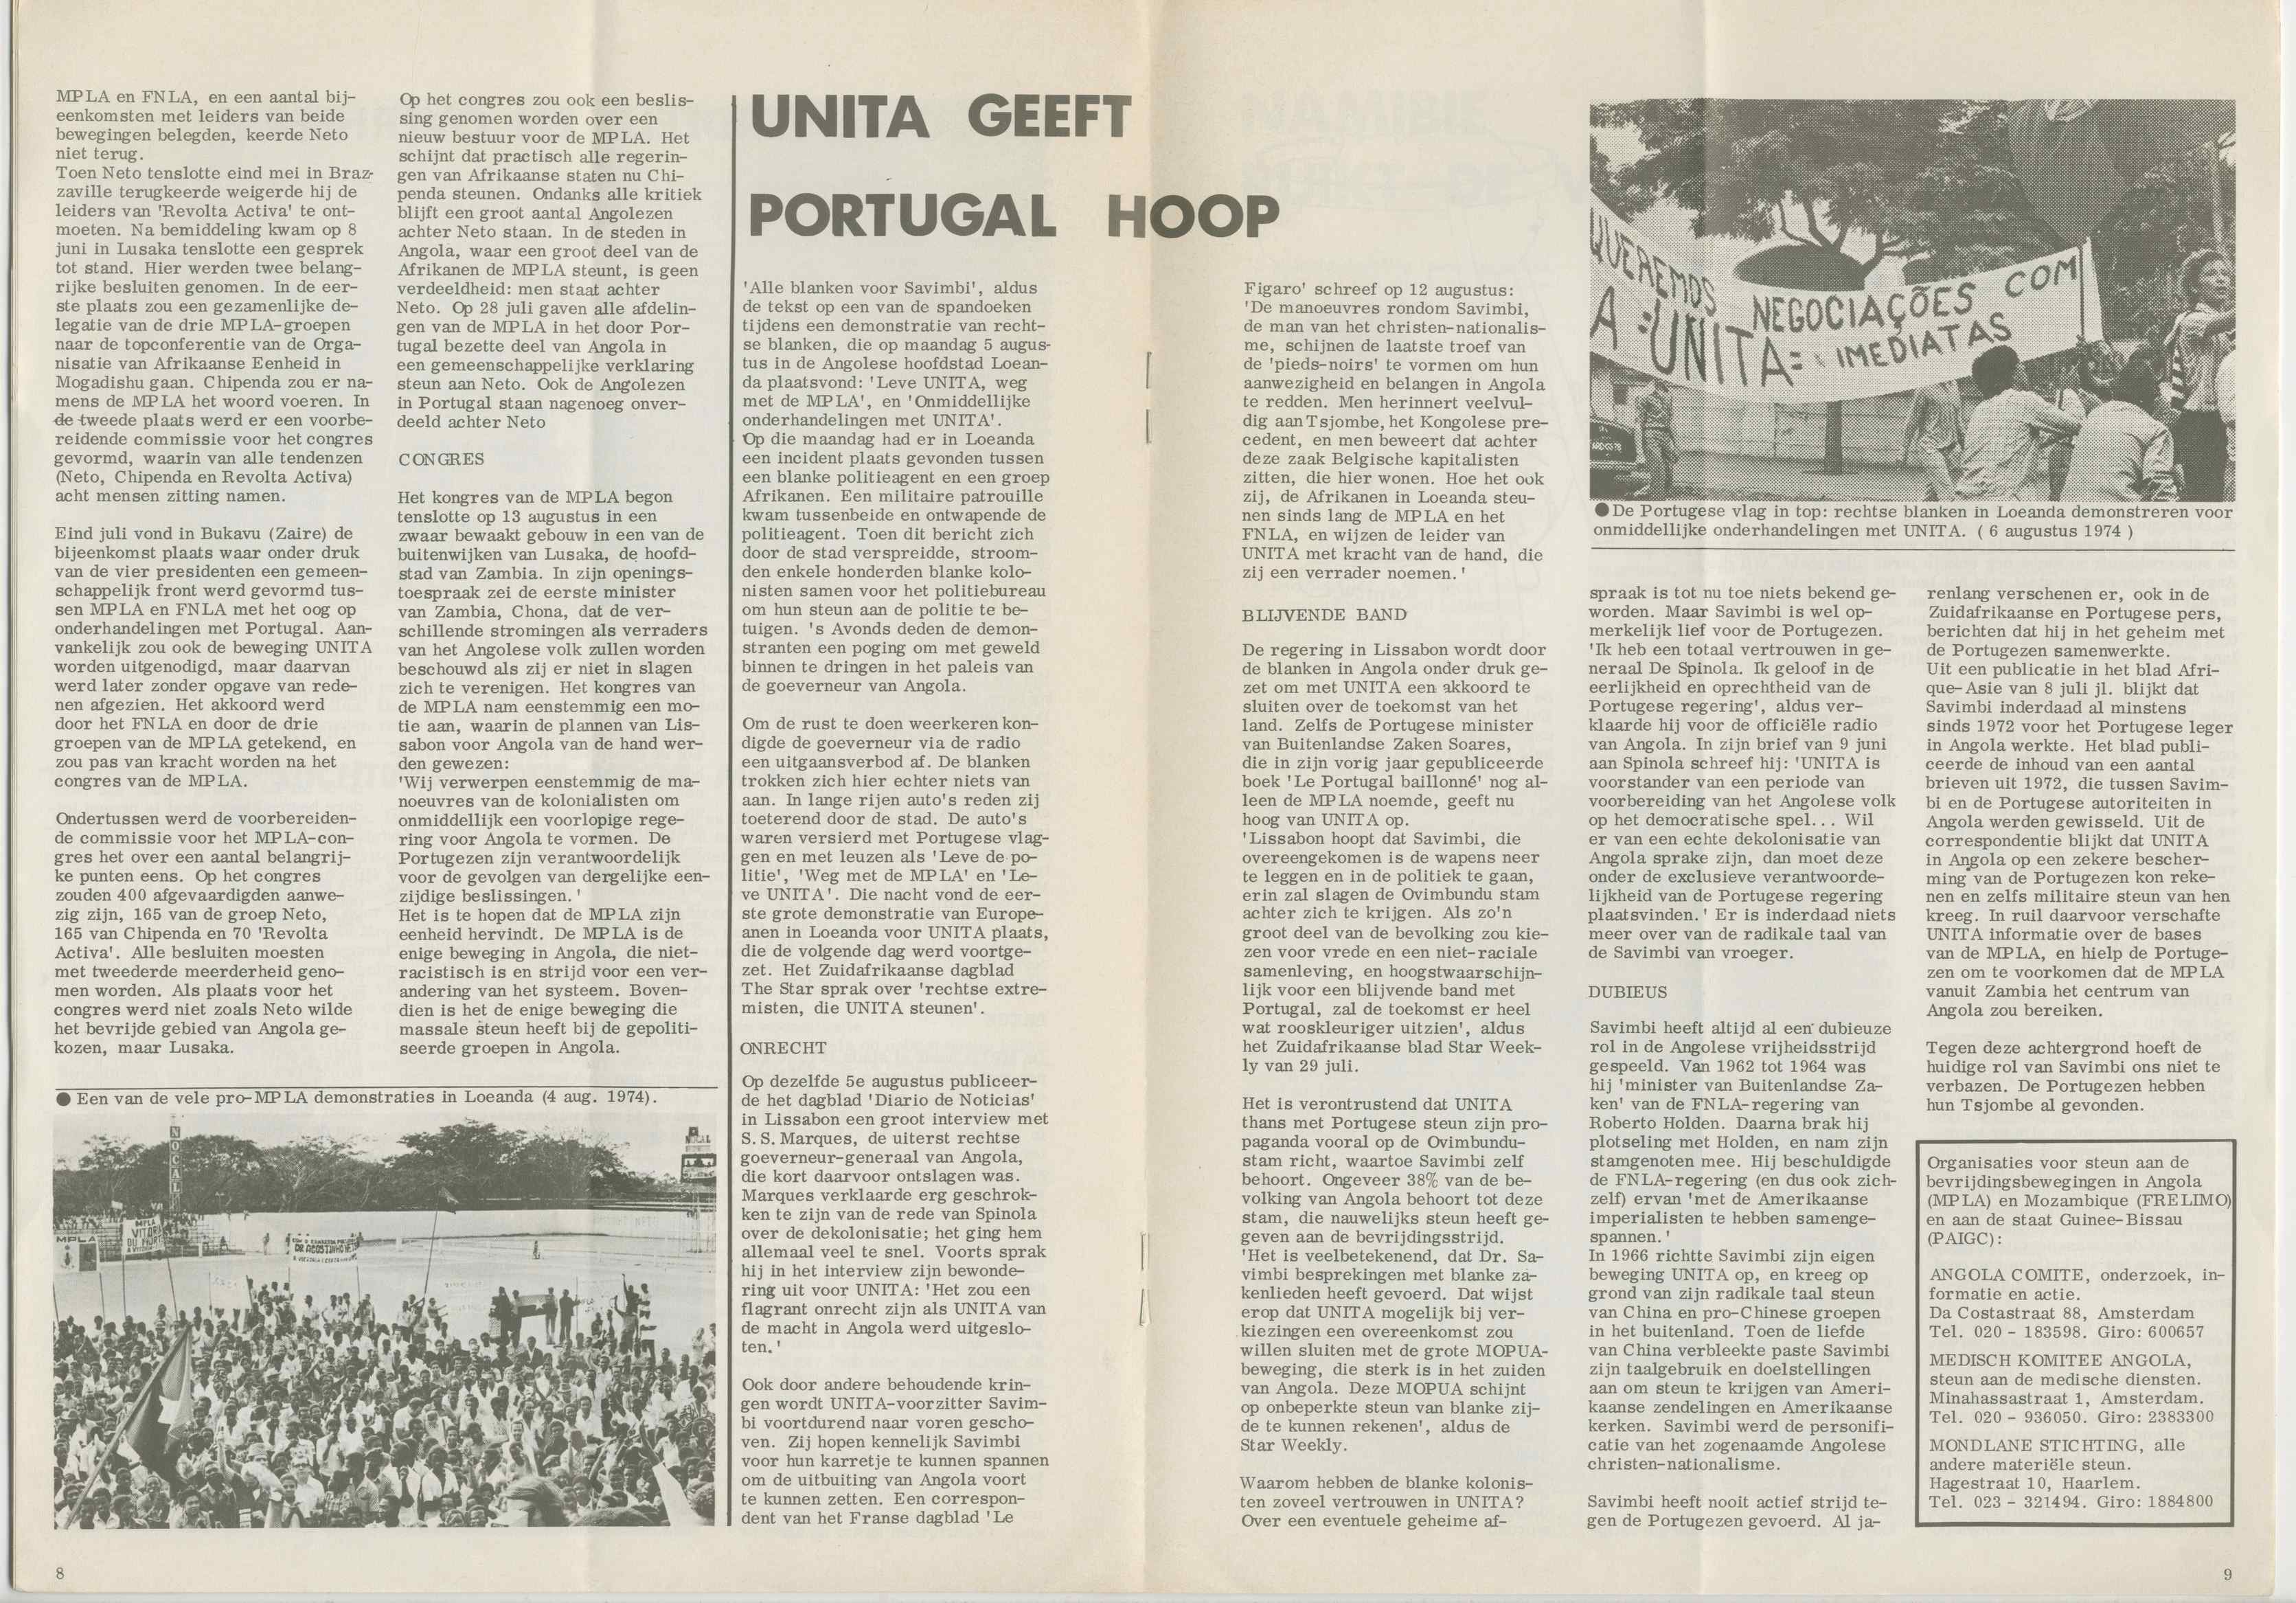 MPLA en FNLA, en een aantal bij-
eenkomsten met leiders van beide
bewegingen belegden, keerde Neto
niet terug.
Toen Neto tenslotte eind mei in Braz-
zaville terugkeerde weigerde hij de
leiders van 'Revolta Activa' te ont-
moeten. Na bemiddeling kwam op 8
juni in Lusaka tenslotte een gesprek
tot stand. Hier werden twee belang-
rijke besluiten genomen. In de eer-
ste plaats zou een gezamenlijke de-
legatie van de drie MPLA-groepen
naar de topconferentie van de Orga-
nisatie van Afrikaanse Eenheid in
Mogadishu gaan. Chipenda zou er na-
mens de MPLA het woord voeren. In
de tweede plaats werd er een voorbe-
reidende commissie voor het congres
gevormd, waarin van alle tendenzen
(Neto, Chipenda en Revolta Activa)
acht mensen zitting namen.
Eind juli vond in Bukavu (Zaire) de
bijeenkomst plaats waar onder druk
van de vier presidenten een gemeen-
schappelijk front werd gevormd tus-
sen MPLA en FNLA met het oog op
onderhandelingen met Portugal. Aan-
vankelijk zou ook de beweging UNITA
worden uitgenodigd, maar daarvan
werd later zonder opgave van rede-
nen afgezien. Het akkoord werd
door het FNLA en door de drie
groepen van de MPLA getekend, en
zou pas van kracht worden na het
congres van de MPLA.
Ondertussen werd de voorbereiden-
de commissie voor het MPLA-con-
gres het over een aantal belangrij-
ke punten eens. Op het congres
zouden 400 afgevaardigden aanwe-
zig zijn, 165 van de groep Neto,
165 van Chipenda en 70 'Revolta
Activa'. Alle besluiten moesten
met tweederde meerderheid geno-
men worden. Als plaats voor het
congres werd niet zoals Neto wilde
het bevrijde gebied van Angola ge-
kozen, maar Lusaka.
Op het congres zou ook een beslis-
sing genomen worden over een
nieuw bestuur voor de MPLA. Het
schijnt dat practisch alle regerin-
gen van Afrikaanse staten nu Chi-
penda steunen. Ondanks alle kritiek
blijft een groot aantal Angolezen
achter Neto staan. In de steden in
Angola, waar een groot deel van de
Afrikanen de MPLA steunt, is geen
verdeeldheid: men staat achter
Neto. Op 28 juli gaven alle afdelin-
gen van de MPLA in het door Por-
tugal bezette deel van Angola in
een gemeenschappelijke verklaring
steun aan Neto. Ook de Angolezen
in Portugal staan nagenoeg onver-
deeld achter Neto
CONGRES
Het kongres van de MPLA begon
tenslotte op 13 augustus in een
zwaar bewaakt gebouw in een van de
buitenwijken van Lusaka, de hoofd-
stad van Zambia. In zijn openings-
toespraak zei de eerste minister
van Zambia, Chona, dat de ver-
schillende stromingen als verraders
van het Angolese volk zullen worden
beschouwd als zij er niet in slagen
zich te verenigen. Het kongres van
de MPLA nam eenstemmig een mo-
tie aan, waarin de plannen van Lis-
sabon voor Angola van de hand wer-
den gewezen:
'Wij verwerpen eenstemmig de ma-
noeuvres van de kolonialisten om
onmiddellijk een voorlopige rege-
ring voor Angola te vormen. De
Portugezen zijn verantwoordelijk
voor de gevolgen van dergelijke een-
zijdige beslissingen.'
Het is te hopen dat de MPLA zijn
eenheid hervindt. De MPLA is de
enige beweging in Angola, die niet-
racistisch is en strijd voor een ver-
andering van het systeem. Boven-
dien is het de enige beweging die
massale steun heeft bij de gepoliti-
seerde groepen in Angola.
● Een van de vele pro-MPLA demonstraties in Loeanda (4 aug. 1974).
NOCAL
MPLA
MPLA
VITORIA
8
UNITA GEEFT
PORTUGAL HOOP
'Alle blanken voor Savimbi', aldus
de tekst op een van de spandoeken
tijdens een demonstratie van recht-
se blanken, die op maandag 5 augus-
tus in de Angolese hoofdstad Loean-
da plaatsvond: 'Leve UNITA, weg
met de MPLA', en 'Onmiddellijke
onderhandelingen met UNITA'.
Op die maandag had er in Loeanda
een incident plaats gevonden tussen
een blanke politieagent en een groep
Afrikanen. Een militaire patrouille
kwam tussenbeide en ontwapende de
politieagent. Toen dit bericht zich
door de stad verspreidde, stroom-
den enkele honderden blanke kolo-
nisten samen voor het politiebureau
om hun steun aan de politie te be-
tuigen. 's Avonds deden de demon-
stranten een poging om met geweld
binnen te dringen in het paleis van
de goeverneur van Angola.
Om de rust te doen weerkeren kon-
digde de goeverneur via de radio
een uitgaansverbod af. De blanken
trokken zich hier echter niets van
aan. In lange rijen auto's reden zij
toeterend door de stad. De auto's
waren versierd met Portugese vlag-
gen en met leuzen als 'Leve de po-
litie', 'Weg met de MPLA' en 'Le-
ve UNITA'. Die nacht vond de eer-
ste grote demonstratie van Europe-
anen in Loeanda voor UNITA plaats,
die de volgende dag werd voortge-
zet. Het Zuidafrikaanse dagblad
The Star sprak over 'rechtse extre-
misten, die UNITA steunen'.
ONRECHT
Op dezelfde 5e augustus publiceer-
de het dagblad 'Diario de Noticias'
in Lissabon een groot interview met
S.S. Marques, de uiterst rechtse
goeverneur-generaal van Angola,
die kort daarvoor ontslagen was.
Marques verklaarde erg geschrok-
ken te zijn van de rede van Spinola
over de dekolonisatie; het ging hem
allemaal veel te snel. Voorts sprak
hij in het interview zijn bewonde-
ring uit voor UNITA: 'Het zou een
flagrant onrecht zijn als UNITA van
de macht in Angola werd uitgeslo-
ten.'
Ook door andere behoudende krin-
gen wordt UNITA-voorzitter Savim-
bi voortdurend naar voren gescho-
ven. Zij hopen kennelijk Savimbi
voor hun karretje te kunnen spannen
om de uitbuiting van Angola voort
te kunnen zetten. Een correspon-
dent van het Franse dagblad 'Le
Figaro' schreef op 12 augustus:
'De manoeuvres rondom Savimbi,
de man van het christen-nationalis-
me, schijnen de laatste troef van
de 'pieds-noirs' te vormen om hun
aanwezigheid en belangen in Angola
te redden. Men herinnert veelvul-
dig aan Tsjombe, het Kongolese pre-
cedent, en men beweert dat achter
deze zaak Belgische kapitalisten
zitten, die hier wonen. Hoe het ook
zij, de Afrikanen in Loeanda steu-
nen sinds lang de MPLA en het
FNLA, en wijzen de leider van
UNITA met kracht van de hand, die
zij een verrader noemen.'
BLIJVENDE BAND
De regering in Lissabon wordt door
de blanken in Angola onder druk ge-
zet om met UNITA een akkoord te
sluiten over de toekomst van het
land. Zelfs de Portugese minister
van Buitenlandse Zaken Soares,
die in zijn vorig jaar gepubliceerde
boek 'Le Portugal baillonné' nog al-
leen de MPLA noemde, geeft nu
hoog van UNITA op.
'Lissabon hoopt dat Savimbi, die
overeengekomen is de wapens neer
te leggen en in de politiek te gaan,
erin zal slagen de Ovimbundu stam
achter zich te krijgen. Als zo'n
groot deel van de bevolking zou kie-
zen voor vrede en een niet-raciale
samenleving, en hoogstwaarschijn-
lijk voor een blijvende band met
Portugal, zal de toekomst er heel
wat rooskleuriger uitzien', aldus
het Zuidafrikaanse blad Star Week-
ly van 29 juli.
Het is verontrustend dat UNITA
thans met Portugese steun zijn pro-
paganda vooral op de Ovimbundu-
stam richt, waartoe Savimbi zelf
behoort. Ongeveer 38% van de be-
volking van Angola behoort tot deze
stam, die nauwelijks steun heeft ge-
geven aan de bevrijdingsstrijd.
'Het is veelbetekenend, dat Dr. Sa-
vimbi besprekingen met blanke za-
kenlieden heeft gevoerd. Dat wijst
erop dat UNITA mogelijk bij ver-
kiezingen een overeenkomst zou
willen sluiten met de grote MOPUA-
beweging, die sterk is in het zuiden
van Angola. Deze MOPUA schijnt
op onbeperkte steun van blanke zij-
de te kunnen rekenen', aldus de
Star Weekly.
Waarom hebben de blanke kolonis-
ten zoveel vertrouwen in UNITA?
Over een eventuele geheime af-
QUEREMOS NEGOCIAÇÕES COM
A =UNITA= IMEDIATAS
● De Portugese vlag in top: rechtse blanken in Loeanda demonstreren voor
onmiddellijke onderhandelingen met UNITA. ( 6 augustus 1974 )
spraak is tot nu toe niets bekend ge-
worden. Maar Savimbi is wel op-
merkelijk lief voor de Portugezen.
'Ik heb een totaal vertrouwen in ge-
neraal De Spinola. Ik geloof in de
eerlijkheid en oprechtheid van de
Portugese regering', aldus ver-
klaarde hij voor de officiële radio
van Angola. In zijn brief van 9 juni
aan Spinola schreef hij: 'UNITA is
voorstander van een periode van
voorbereiding van het Angolese volk
op het democratische spel... Wil
er van een echte dekolonisatie van
Angola sprake zijn, dan moet deze
onder de exclusieve verantwoorde-
lijkheid van de Portugese regering
plaatsvinden.' Er is inderdaad niets
meer over van de radikale taal van
de Savimbi van vroeger.
DUBIEUS
Savimbi heeft altijd al een dubieuze
rol in de Angolese vrijheidsstrijd
gespeeld. Van 1962 tot 1964 was
hij 'minister van Buitenlandse Za-
ken' van de FNLA-regering van
Roberto Holden. Daarna brak hij
plotseling met Holden, en nam zijn
stamgenoten mee. Hij beschuldigde
de FNLA-regering (en dus ook zich-
zelf) ervan 'met de Amerikaanse
imperialisten te hebben samenge-
spannen.'
In 1966 richtte Savimbi zijn eigen
beweging UNITA op, en kreeg op
grond van zijn radikale taal steun
van China en pro-Chinese groepen
in het buitenland. Toen de liefde
van China verbleekte paste Savimbi
zijn taalgebruik en doelstellingen
aan om steun te krijgen van Ameri-
kaanse zendelingen en Amerikaanse
kerken. Savimbi werd de personifi-
catie van het zogenaamde Angolese
christen-nationalisme.
Savimbi heeft nooit actief strijd te-
gen de Portugezen gevoerd. Al ja-
renlang verschenen er, ook in de
Zuidafrikaanse en Portugese pers,
berichten dat hij in het geheim met
de Portugezen samenwerkte.
Uit een publicatie in het blad Afri-
que-Asie van 8 juli jl. blijkt dat
Savimbi inderdaad al minstens
sinds 1972 voor het Portugese leger
in Angola werkte. Het blad publi-
ceerde de inhoud van een aantal
brieven uit 1972, die tussen Savim-
bi en de Portugese autoriteiten in
Angola werden gewisseld. Uit de
correspondentie blijkt dat UNITA
in Angola op een zekere bescher-
ming van de Portugezen kon reke-
nen en zelfs militaire steun van hen
kreeg. In ruil daarvoor verschafte
UNITA informatie over de bases
van de MPLA, en hielp de Portuge-
zen om te voorkomen dat de MPLA
vanuit Zambia het centrum van
Angola zou bereiken.
Tegen deze achtergrond hoeft de
huidige rol van Savimbi ons niet te
verbazen. De Portugezen hebben
hun Tsjombe al gevonden.
Organisaties voor steun aan de
bevrijdingsbewegingen in Angola
(MPLA) en Mozambique (FRELIMO)
en aan de staat Guinee-Bissau
(PAIGC):
ANGOLA COMITE, onderzoek, in-
formatie en actie.
Da Costastraat 88, Amsterdam
Tel. 020 - 183598. Giro: 600657
MEDISCH KOMITEE ANGOLA,
steun aan de medische diensten.
Minahassastraat 1, Amsterdam.
Tel. 020 - 936050. Giro: 2383300
MONDLANE STICHTING, alle
andere materiële steun.
Hagestraat 10, Haarlem.
Tel. 023 - 321494. Giro: 1884800
9